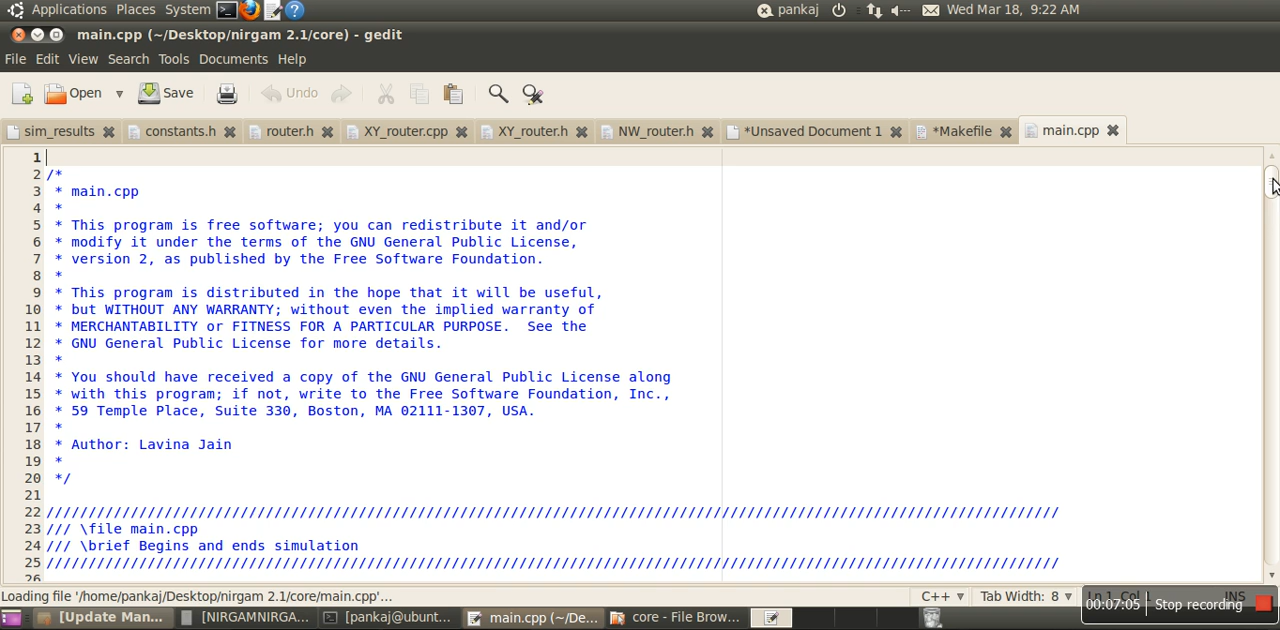 Applications Places System pankaj Wed Mar 18, 9:22 AM
main.cpp (~/Desktop/nirgam 2.1/core) - gedit
File Edit View Search Tools Documents Help
Open Save Undo
sim_results constants.h router.h XY_router.cpp XY_router.h NW_router.h *Unsaved Document 1 *Makefile main.cpp
1
2 /*
3 * main.cpp
4 *
5 * This program is free software; you can redistribute it and/or
6 * modify it under the terms of the GNU General Public License,
7 * version 2, as published by the Free Software Foundation.
8 *
9 * This program is distributed in the hope that it will be useful,
10 * but WITHOUT ANY WARRANTY; without even the implied warranty of
11 * MERCHANTABILITY or FITNESS FOR A PARTICULAR PURPOSE.  See the
12 * GNU General Public License for more details.
13 *
14 * You should have received a copy of the GNU General Public License along
15 * with this program; if not, write to the Free Software Foundation, Inc.,
16 * 59 Temple Place, Suite 330, Boston, MA 02111-1307, USA.
17 *
18 * Author: Lavina Jain
19 *
20 */
21
22 ////////////////////////////////////////////////////////////////////////////////////////////////////////////////////////
23 /// \file main.cpp
24 /// \brief Begins and ends simulation
25 ////////////////////////////////////////////////////////////////////////////////////////////////////////////////////////
26
Loading file '/home/pankaj/Desktop/nirgam 2.1/core/main.cpp'... C++ Tab Width: 8 Ln 1, Col 1 INS
00:07:05 Stop recording
[Update Man... [NIRGAMNIRGA... [pankaj@ubunt... main.cpp (~/De... core - File Brow...